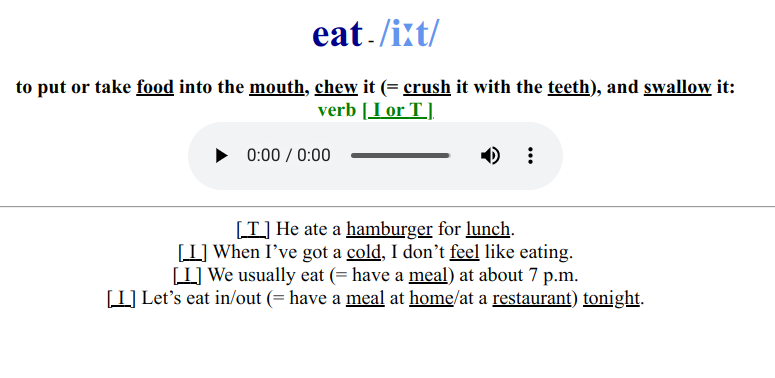 eat - /iːt/
to put or take food into the mouth, chew it (= crush it with the teeth), and swallow it:
verb [ I or T ]
0:00 / 0:00
[ T ] He ate a hamburger for lunch.
[ I ] When I’ve got a cold, I don’t feel like eating.
[ I ] We usually eat (= have a meal) at about 7 p.m.
[ I ] Let’s eat in/out (= have a meal at home/at a restaurant) tonight.